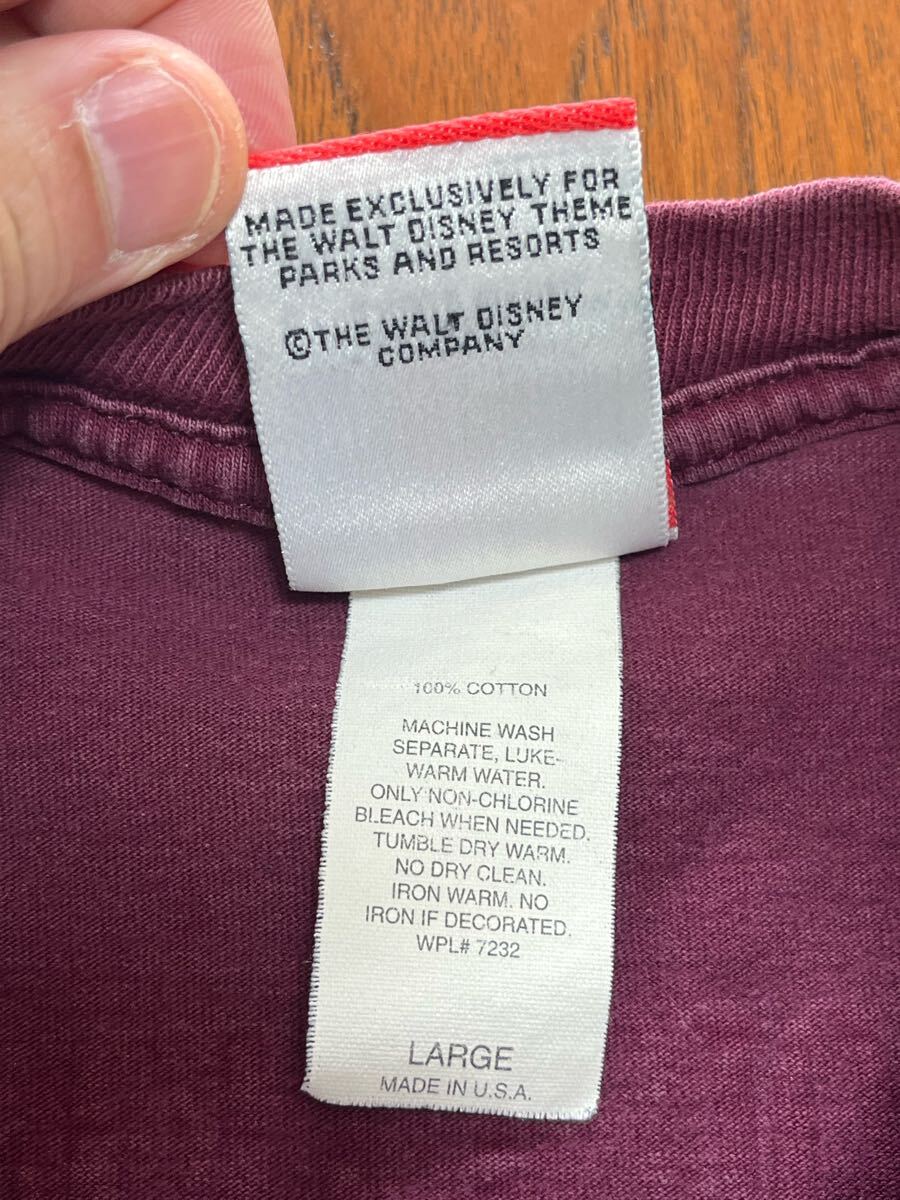 MADE EXCLUSIVELY FOR
THE WALT DISNEY THEME
PARKS AND RESORTS
©THE WALT DISNEY
COMPANY
100% COTTON
MACHINE WASH
SEPARATE, LUKE-
WARM WATER.
ONLY NON-CHLORINE
BLEACH WHEN NEEDED.
TUMBLE DRY WARM.
NO DRY CLEAN.
IRON WARM. NO
IRON IF DECORATED.
WPL# 7232
LARGE
MADE IN U.S.A.